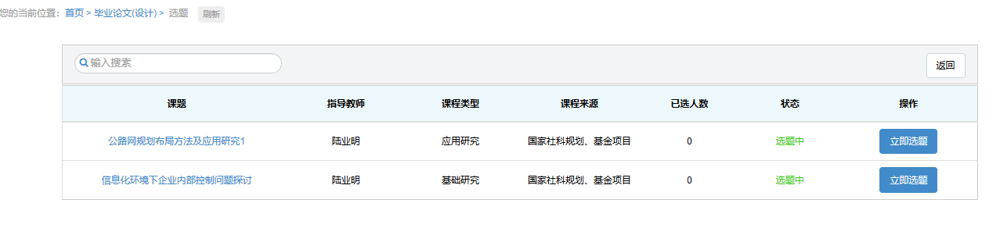 您的当前位置： 首页 > 毕业论文(设计) > 选题 刷新
输入搜索 返回
课题 指导教师 课程类型 课程来源 已选人数 状态 操作
公路网规划布局方法及应用研究1 陆业明 应用研究 国家社科规划、基金项目 0 选题中 立即选题
信息化环境下企业内部控制问题探讨 陆业明 基础研究 国家社科规划、基金项目 0 选题中 立即选题